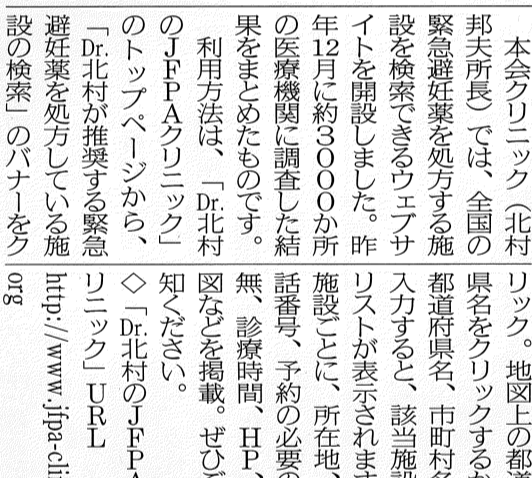 本会クリニック（北村
邦夫所長）では、全国の
緊急避妊薬を処方する施
設を検索できるウェブサ
イトを開設しました。昨
年12月に約3000か所
の医療機関に調査した結
果をまとめたものです。
利用方法は、「Dr.北村
のJFPAクリニック」
のトップページから、
「Dr.北村が推奨する緊急
避妊薬を処方している施
設の検索」のバナーをク
リック。地図上の都道
県名をクリックするか
都道府県名、市町村名
入力すると、該当施設
リストが表示されます
施設ごとに、所在地、
話番号、予約の必要の
無、診療時間、HP、
図などを掲載。ぜひご
知ください。
◇「Dr.北村のJFPA
リニック」URL
http://www.jfpa-cli
org